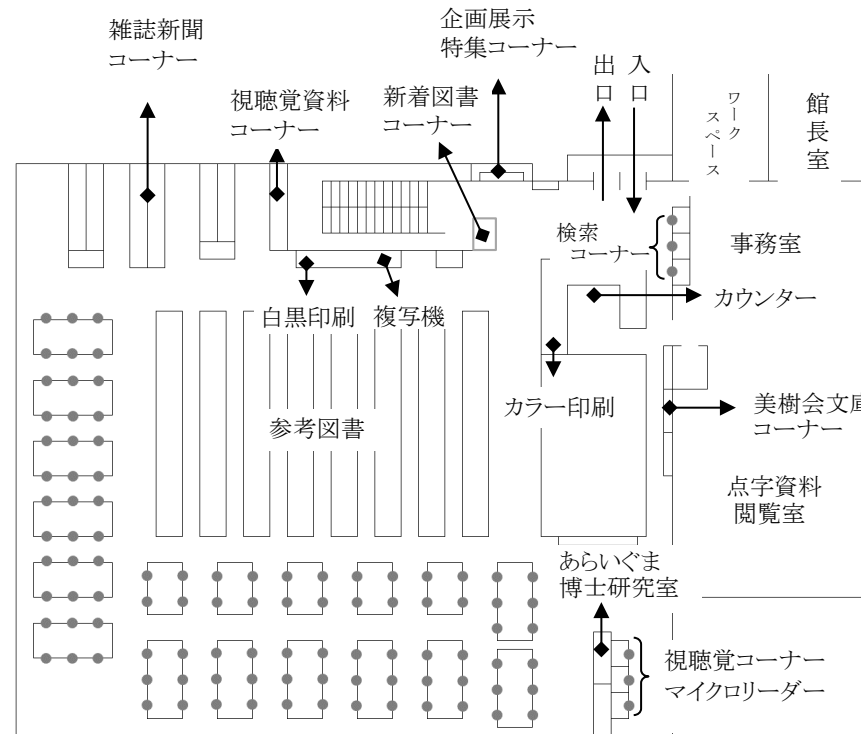 雑誌新聞
コーナー
視聴覚資料
コーナー
新着図書
コーナー
企画展示
特集コーナー
出口
入口
ワーク
スペース
館長室
検索
コーナー
事務室
カウンター
白黒印刷
複写機
カラー印刷
参考図書
美樹会文庫
コーナー
点字資料
閲覧室
あらいぐま
博士研究室
視聴覚コーナー
マイクロリーダー